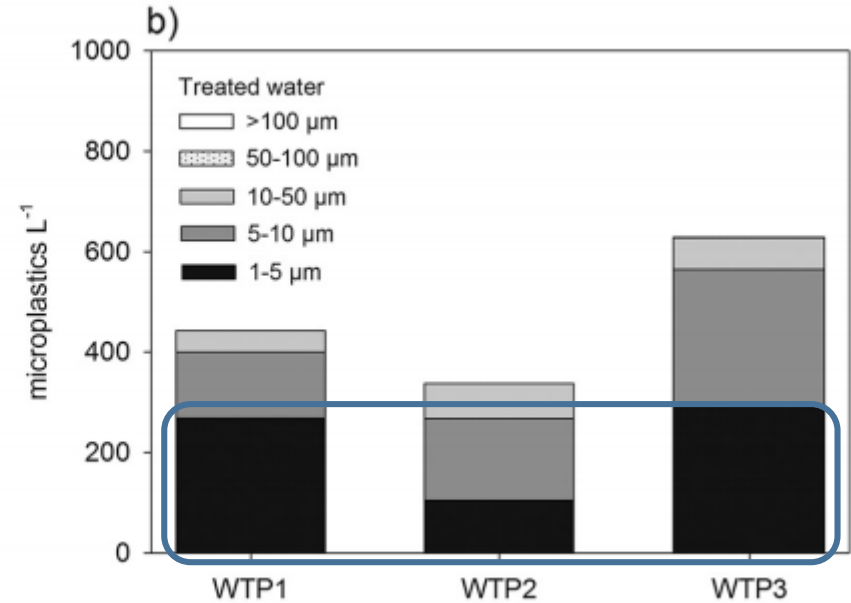 b)
1000
800
600
400
200
0
microplastics L⁻¹
Treated water
>100 µm
50-100 µm
10-50 µm
5-10 µm
1-5 µm
WTP1 WTP2 WTP3